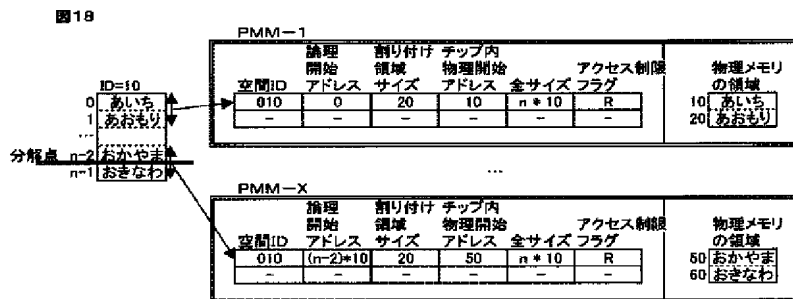 図18
PMM-1
論理 割り付け チップ内
開始 領域 物理開始 アクセス制限
空間ID アドレス サイズ アドレス 全サイズ フラグ
010 0 20 10 n * 10 R
- - - - - -
物理メモリ
の領域
10 あいち
20 あおもり
ID=10
0 あいち
1 あおもり
...
分解点 n-2 おかやま
n-1 おきなわ
...
PMM-X
論理 割り付け チップ内
開始 領域 物理開始 アクセス制限
空間ID アドレス サイズ アドレス 全サイズ フラグ
010 (n-2)*10 20 50 n * 10 R
- - - - - -
物理メモリ
の領域
50 おかやま
60 おきなわ